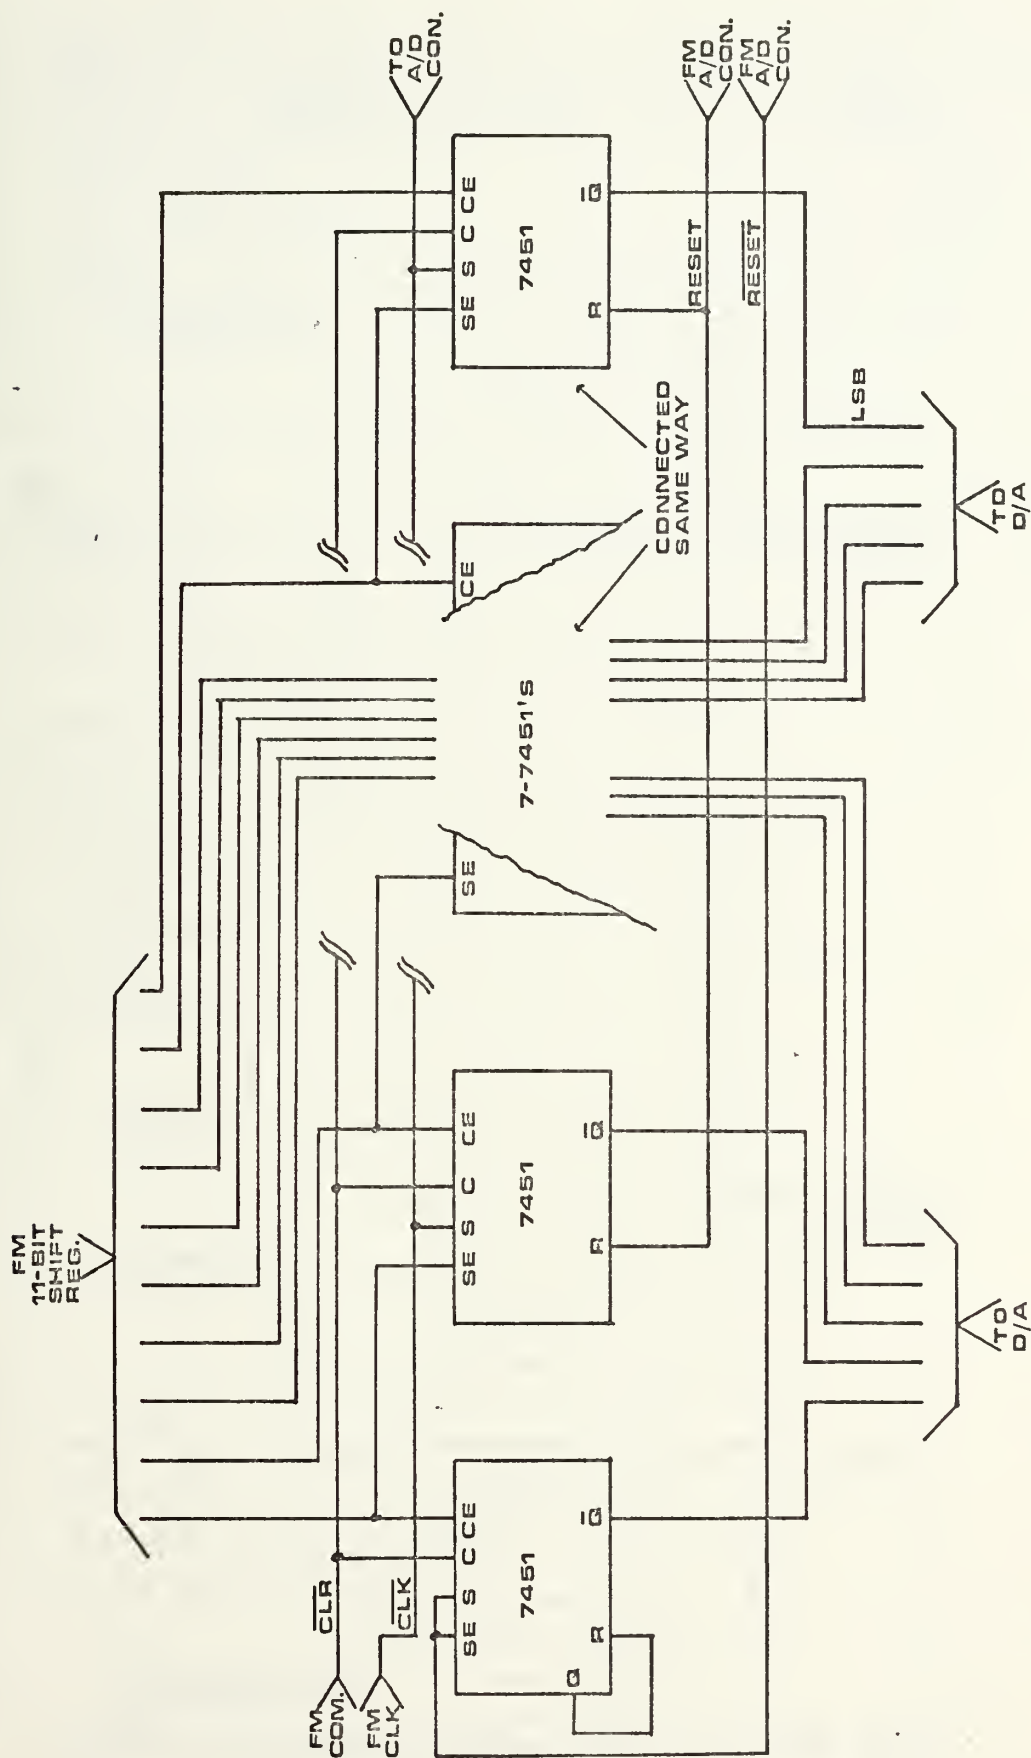 FM
11-BIT
SHIFT
REG.
TO
A/D
CON.
FM
A/D
CON.
FM
A/D
CON.
FM
COM.
FM
CLK
CLR
CLK
SE S C CE
7451
Q
R
Q
SE S C CE
7451
R
Q
SE
7-7451'S
CE
CONNECTED
SAME WAY
SE S C CE
7451
R
Q
RESET
RESET
LSB
TO
D/A
TO
D/A